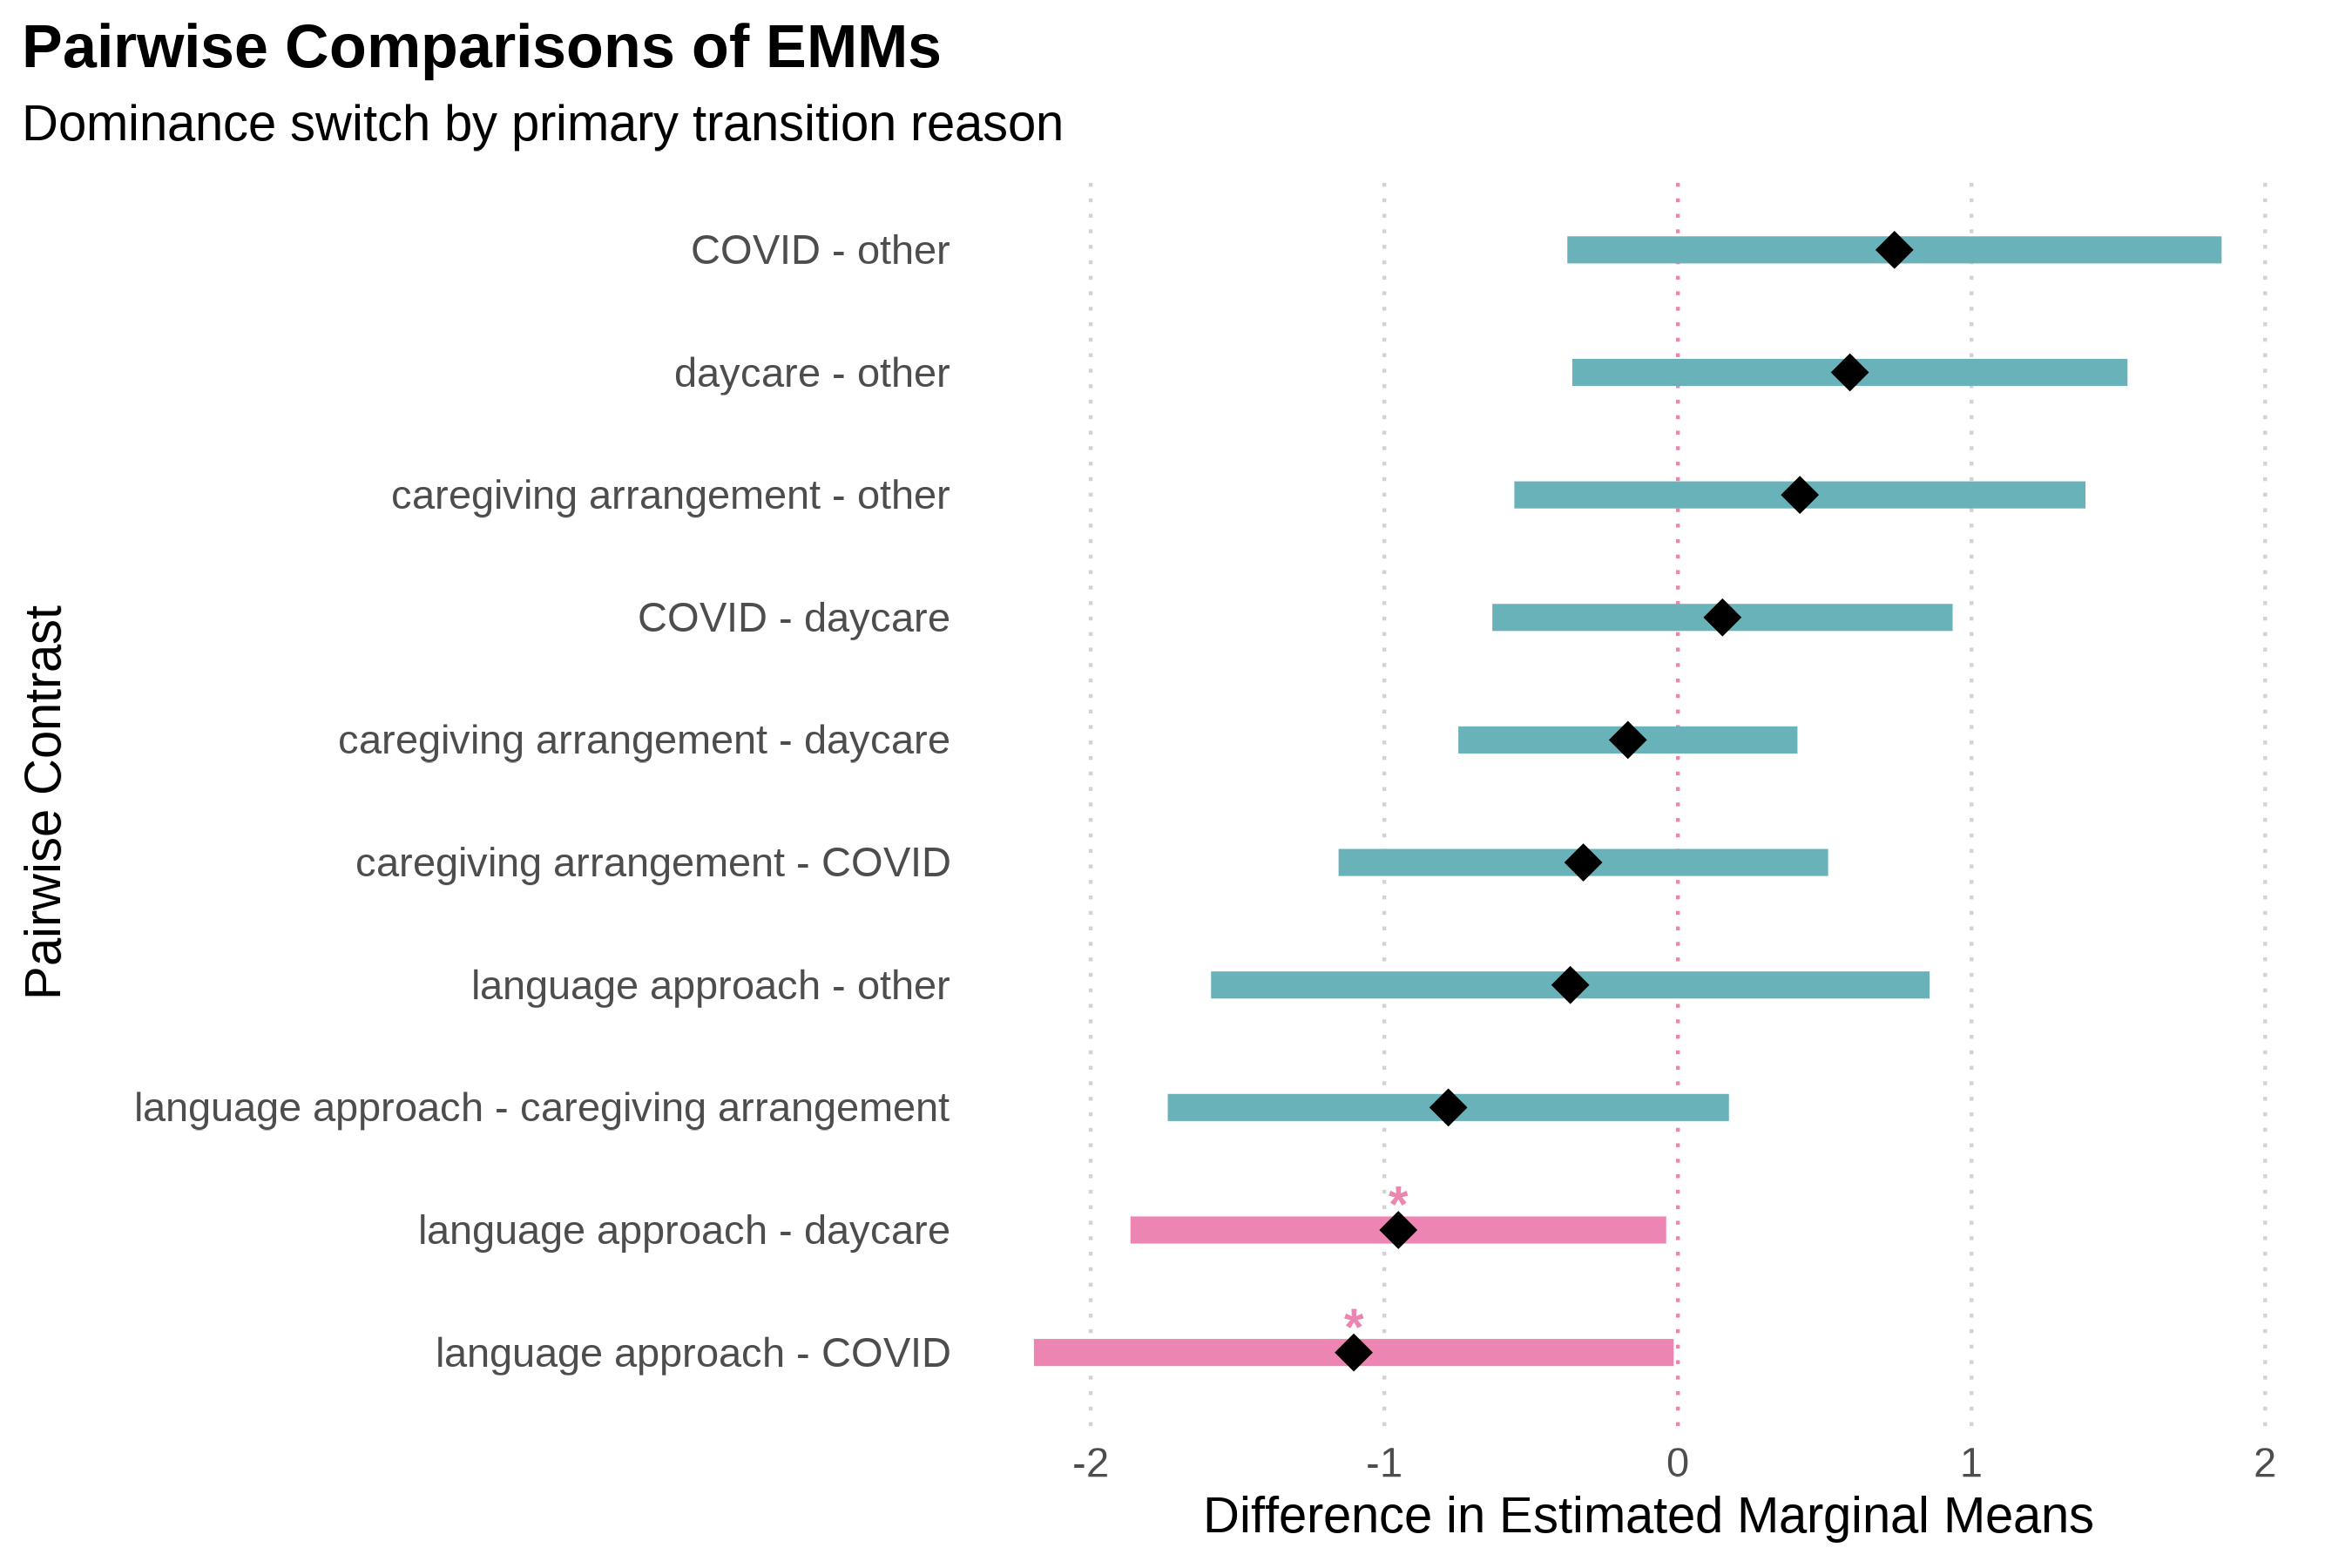 Pairwise Comparisons of EMMs
Dominance switch by primary transition reason
Pairwise Contrast
COVID - other
daycare - other
caregiving arrangement - other
COVID - daycare
caregiving arrangement - daycare
caregiving arrangement - COVID
language approach - other
language approach - caregiving arrangement
*
language approach - daycare
*
language approach - COVID
-2 -1 0 1 2
Difference in Estimated Marginal Means